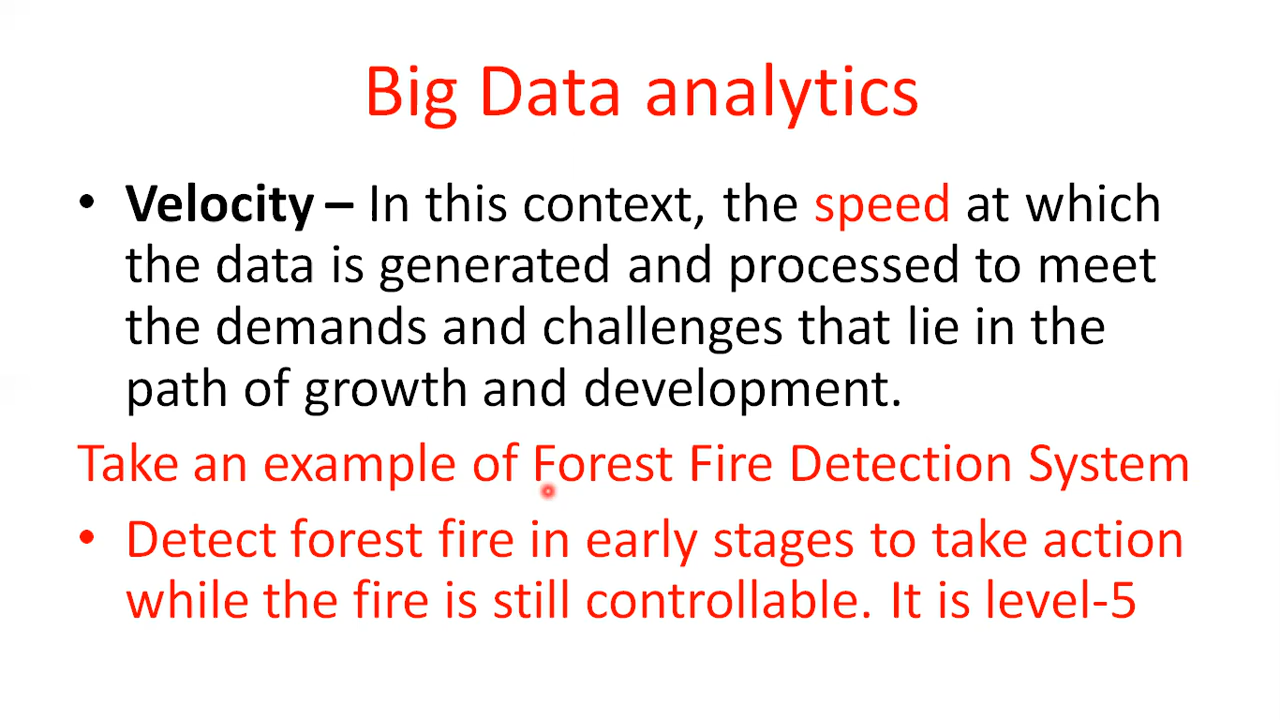 Big Data analytics
• Velocity – In this context, the speed at which
the data is generated and processed to meet
the demands and challenges that lie in the
path of growth and development.
Take an example of Forest Fire Detection System
• Detect forest fire in early stages to take action
while the fire is still controllable. It is level-5